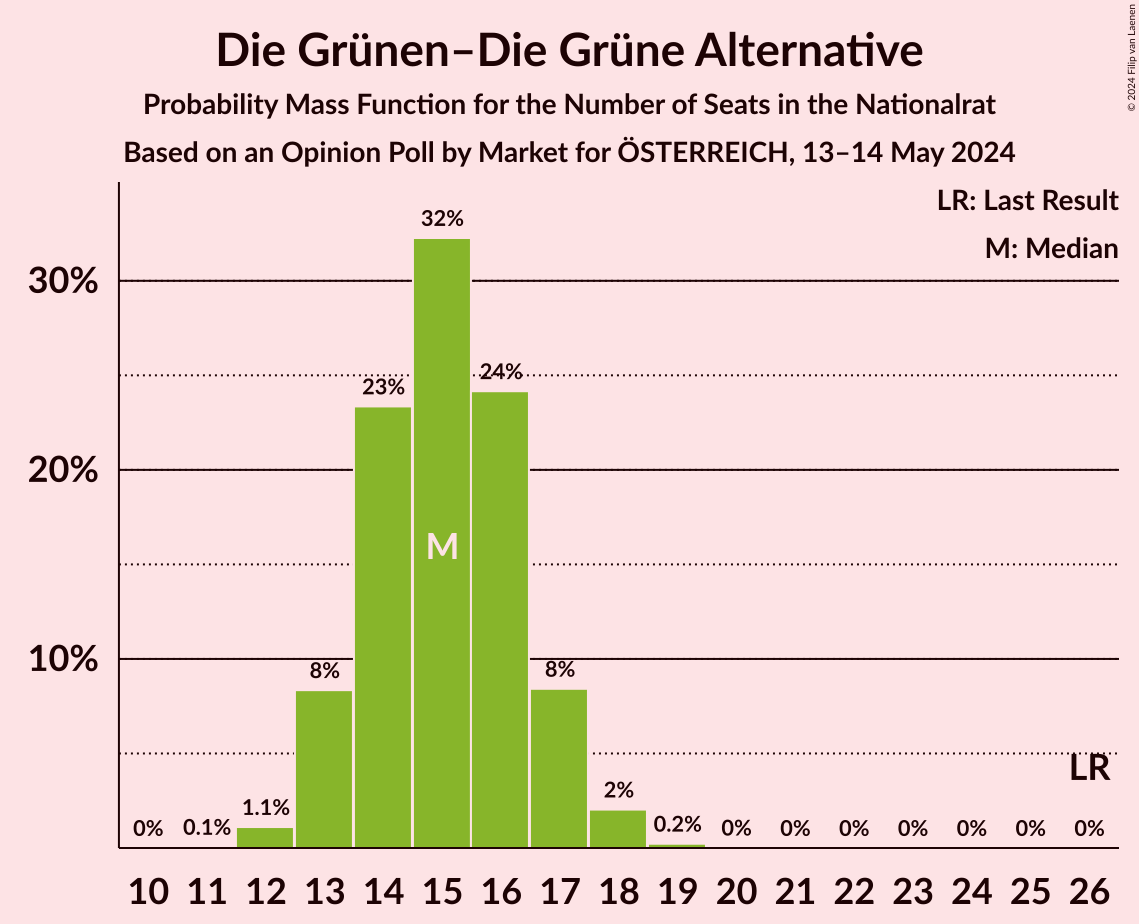 Die Grünen–Die Grüne Alternative
Probability Mass Function for the Number of Seats in the Nationalrat
Based on an Opinion Poll by Market for ÖSTERREICH, 13–14 May 2024
© 2024 Filip van Laenen
LR: Last Result
M: Median
30%
20%
10%
0%
0.1%
1.1%
8%
23%
32%
24%
8%
2%
0.2%
0%
0%
0%
0%
0%
0%
0%
M
LR
10 11 12 13 14 15 16 17 18 19 20 21 22 23 24 25 26